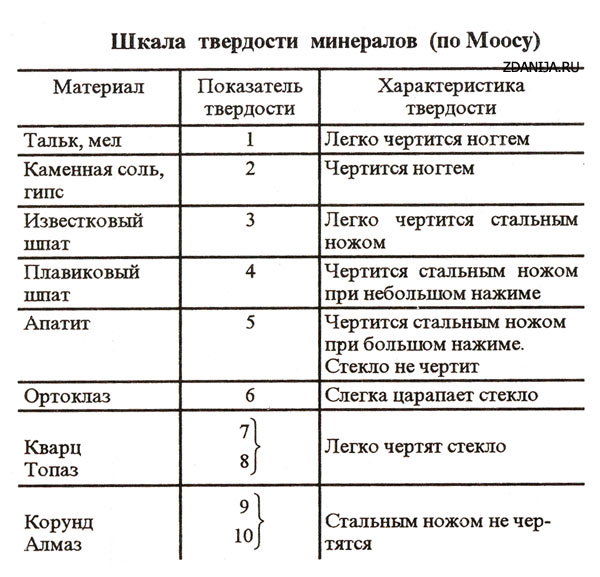 Шкала твердости минералов (по Моосу)
ZDANIJA.RU
Материал
Показатель
твердости
Характеристика
твердости
Тальк, мел
1
Легко чертится ногтем
Каменная соль,
гипс
2
Чертится ногтем
Известковый
шпат
3
Легко чертится стальным
ножом
Плавиковый
шпат
4
Чертится стальным ножом
при небольшом нажиме
Апатит
5
Чертится стальным ножом
при большом нажиме.
Стекло не чертит
Ортоклаз
6
Слегка царапает стекло
Кварц
Топаз
7
8
Легко чертят стекло
Корунд
Алмаз
9
10
Стальным ножом не чер-
тятся